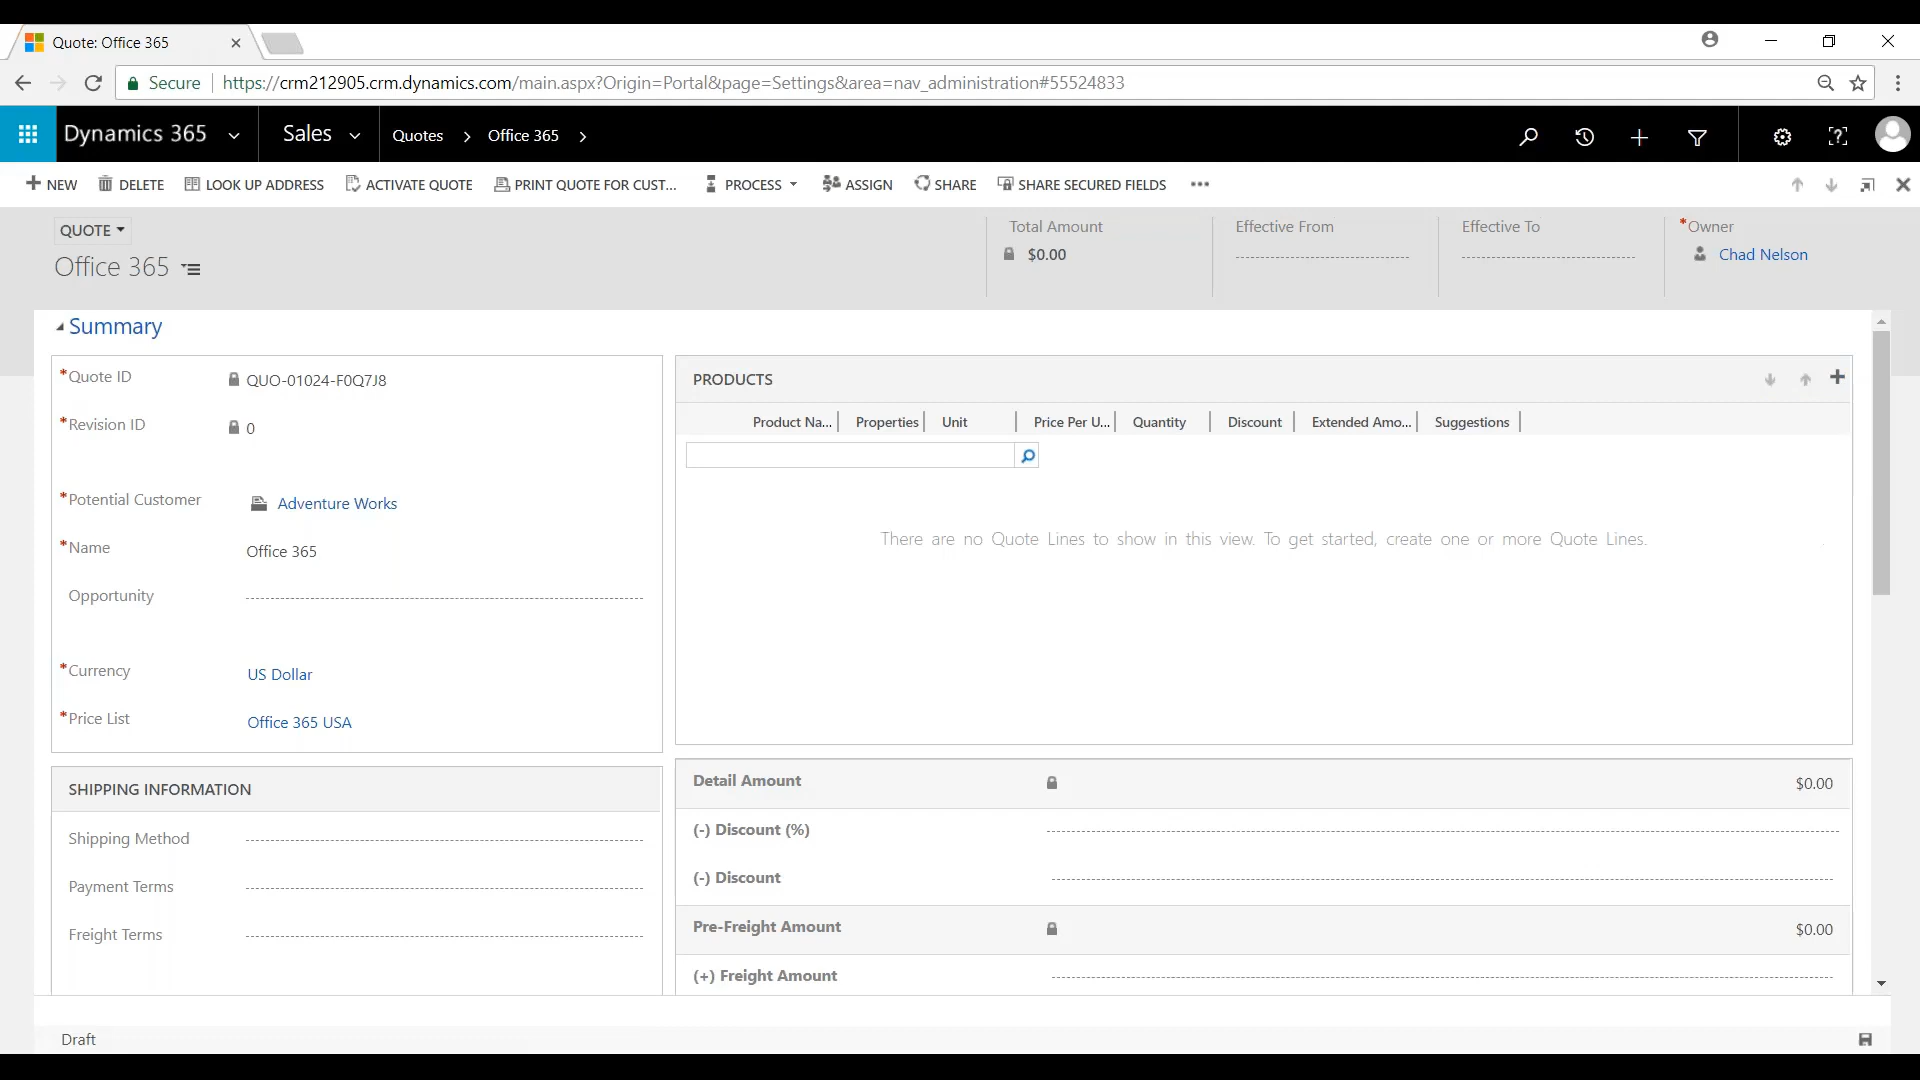 Quote: Office 365
Secure https://crm212905.crm.dynamics.com/main.aspx?Origin=Portal&page=Settings&area=nav_administration#55524833
Dynamics 365 Sales Quotes Office 365
NEW DELETE LOOK UP ADDRESS ACTIVATE QUOTE PRINT QUOTE FOR CUST... PROCESS ASSIGN SHARE SHARE SECURED FIELDS ...
QUOTE
Office 365
Total Amount
$0.00
Effective From
Effective To
*Owner
Chad Nelson
Summary
*Quote ID QUO-01024-F0Q7J8
*Revision ID 0
*Potential Customer Adventure Works
*Name Office 365
Opportunity
*Currency US Dollar
*Price List Office 365 USA
SHIPPING INFORMATION
Shipping Method
Payment Terms
Freight Terms
PRODUCTS
Product Na... Properties Unit Price Per U... Quantity Discount Extended Amo... Suggestions
There are no Quote Lines to show in this view. To get started, create one or more Quote Lines.
Detail Amount $0.00
(-) Discount (%)
(-) Discount
Pre-Freight Amount $0.00
(+) Freight Amount
Draft